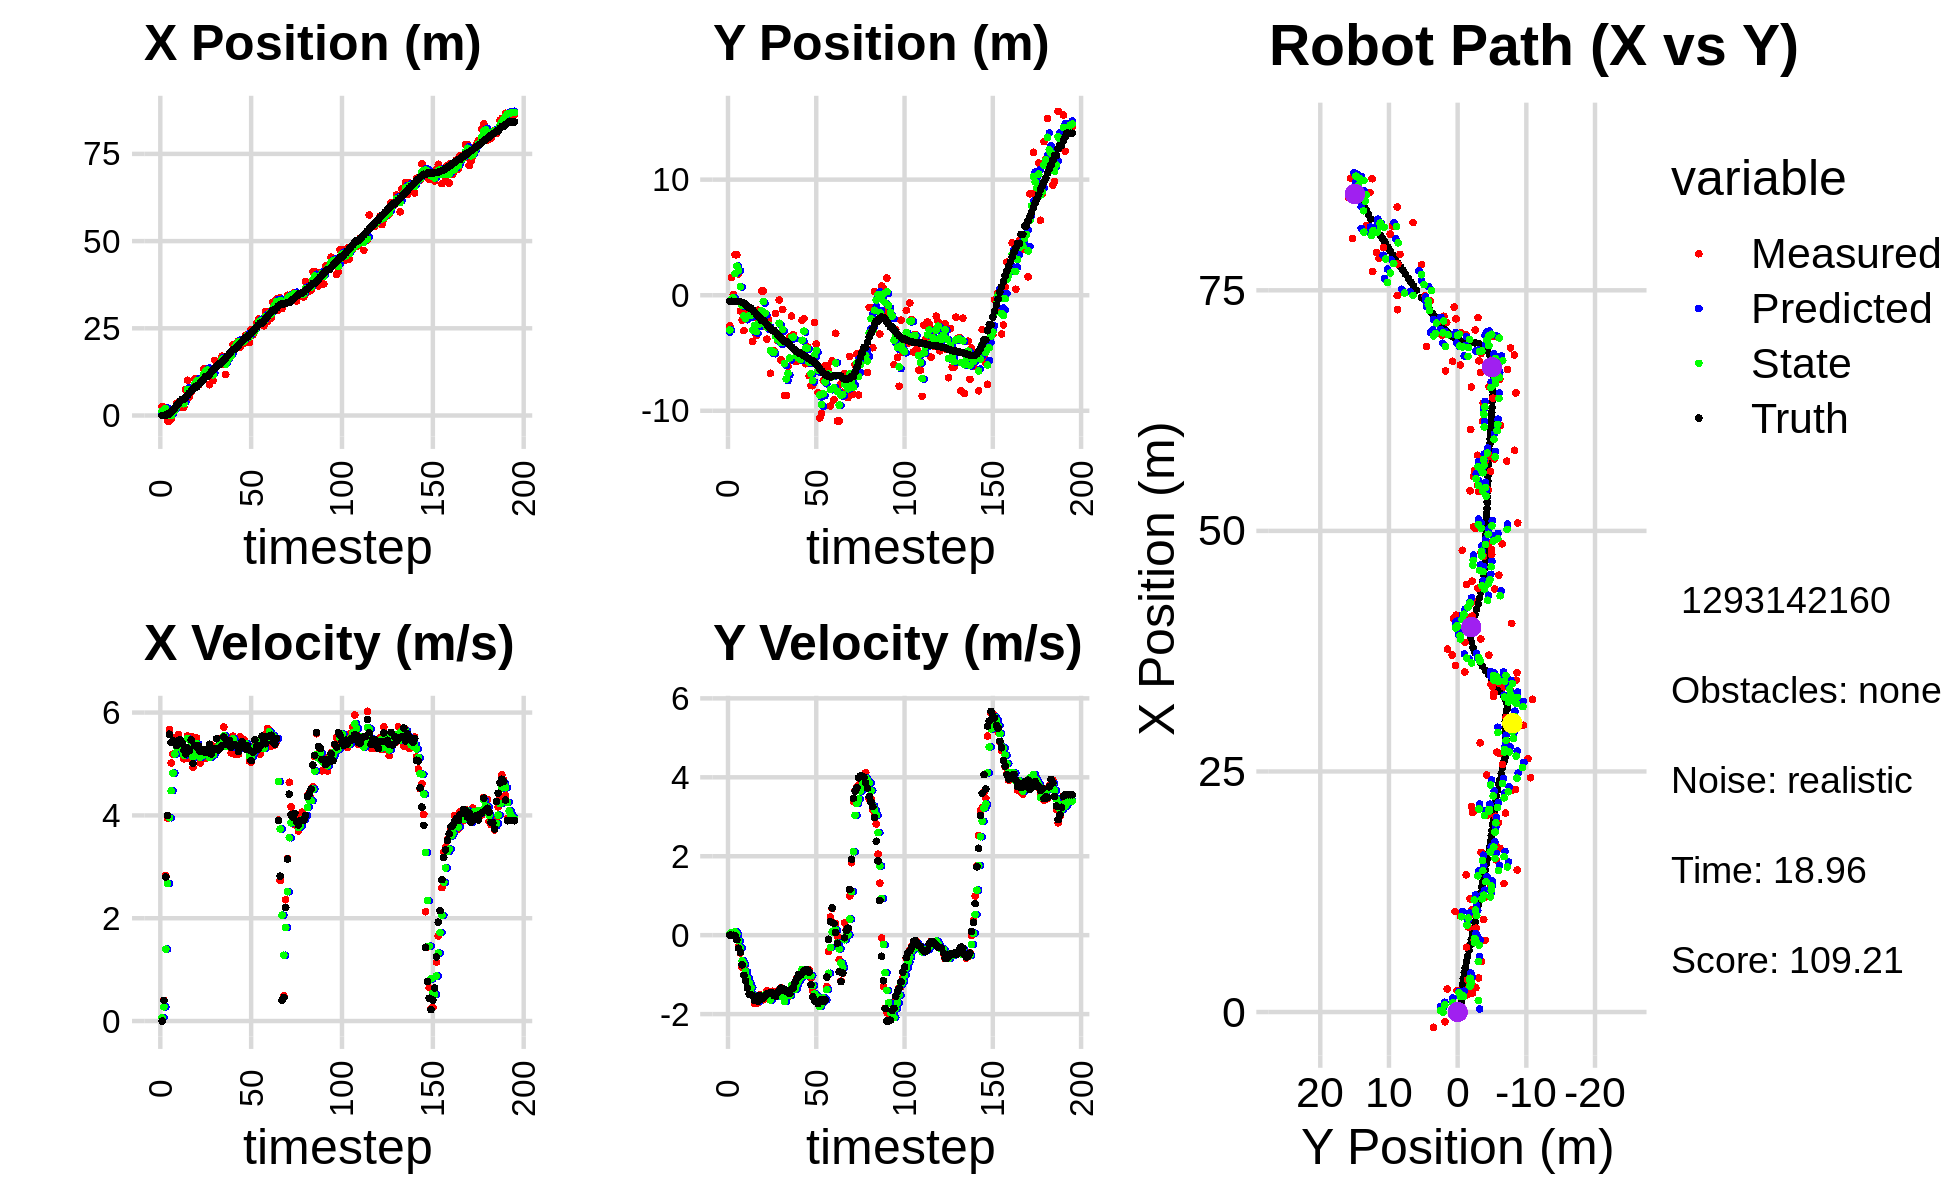 X Position (m)
75
50
25
0
0
50
100
150
200
timestep
Y Position (m)
10
0
-10
0
50
100
150
200
timestep
X Velocity (m/s)
6
4
2
0
0
50
100
150
200
timestep
Y Velocity (m/s)
6
4
2
0
-2
0
50
100
150
200
timestep
Robot Path (X vs Y)
X Position (m)
75
50
25
0
20 10 0 -10 -20
Y Position (m)
variable
Measured
Predicted
State
Truth
1293142160
Obstacles: none
Noise: realistic
Time: 18.96
Score: 109.21